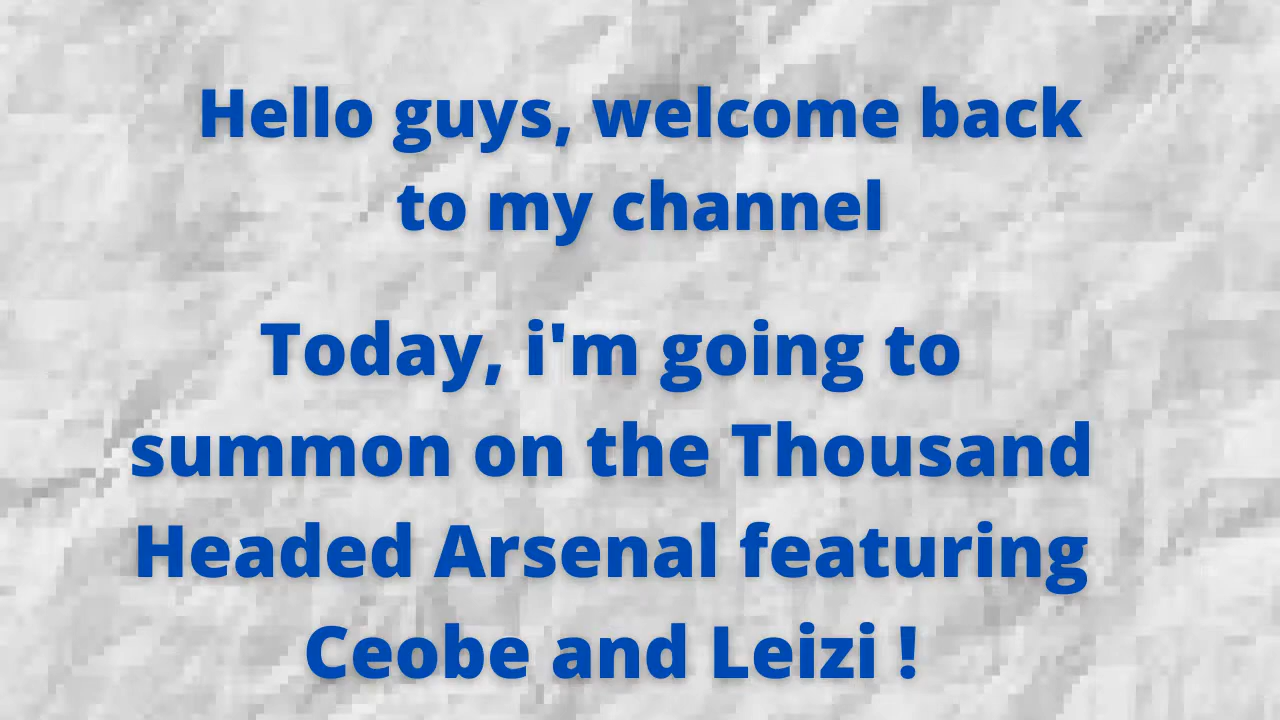 Hello guys, welcome back
to my channel
Today, i'm going to
summon on the Thousand
Headed Arsenal featuring
Ceobe and Leizi !